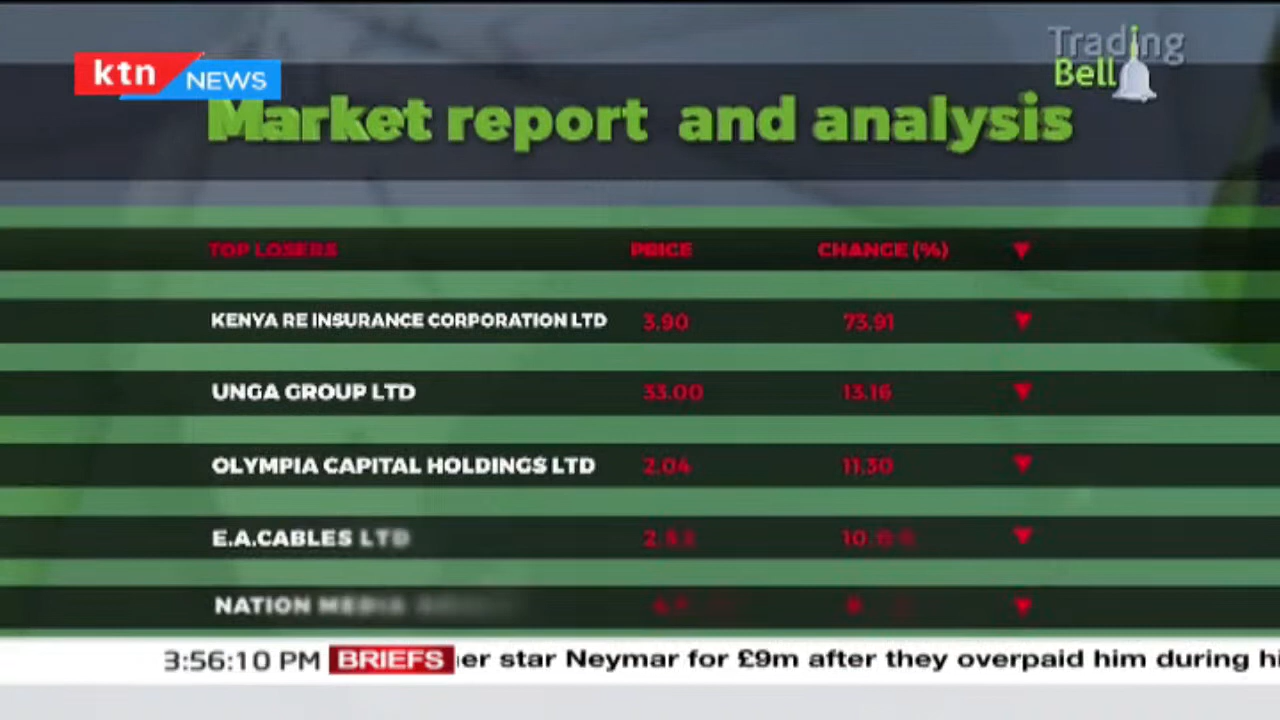 ktn NEWS
Trading
Bell
Market report and analysis
TOP LOSERS PRICE CHANGE (%)
KENYA RE INSURANCE CORPORATION LTD 3.90 73.91
UNGA GROUP LTD 33.00 13.16
OLYMPIA CAPITAL HOLDINGS LTD 2.04 11.30
E.A.CABLES LTD
NATION MEDIA
3:56:10 PM BRIEFS er star Neymar for £9m after they overpaid him during hi